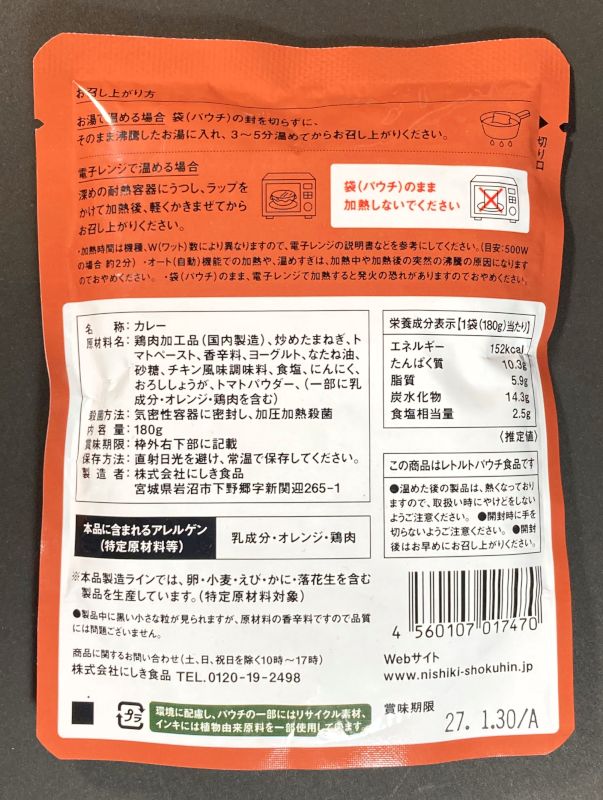 お召し上がり方
お湯で温める場合 袋(パウチ)の封を切らずに、
そのまま沸騰したお湯に入れ、3〜5分温めてからお召し上がりください。
切り口
電子レンジで温める場合
深めの耐熱容器にうつし、ラップを
かけて加熱後、軽くかきまぜてから
お召し上がりください。
袋(パウチ)のまま
加熱しないでください
・加熱時間は機種、W(ワット)数により異なりますので、電子レンジの説明書などを参考にしてください。(目安:500W
の場合 約2分) ・オート(自動)機能での加熱や、温めすぎは、加熱中や加熱後の突然の沸騰の原因になります
のでおやめください。 ・袋(パウチ)のまま、電子レンジで加熱すると発火の恐れがありますのでおやめください。
名称:カレー
原材料名:鶏肉加工品(国内製造)、炒めたまねぎ、ト
マトペースト、香辛料、ヨーグルト、なたね油、
砂糖、チキン風味調味料、食塩、にんにく、
おろししょうが、トマトパウダー、(一部に乳
成分・オレンジ・鶏肉を含む)
殺菌方法:気密性容器に密封し、加圧加熱殺菌
内容量:180g
賞味期限:枠外右下部に記載
保存方法:直射日光を避け、常温で保存してください。
製造者:株式会社にしき食品
宮城県岩沼市下野郷字新関迎265-1
栄養成分表示【1袋(180g)当たり】
エネルギー 152kcal
たんぱく質 10.3g
脂質 5.9g
炭水化物 14.3g
食塩相当量 2.5g
〈推定値〉
この商品はレトルトパウチ食品です
●温めた後の製品は、熱くなっており
ますので、取扱い時にやけどをしない
ようご注意ください。 ●開封時に手を
切らないようご注意ください。 ●開封
後はお早めにお召し上がりください。
本品に含まれるアレルゲン
(特定原材料等)
乳成分・オレンジ・鶏肉
※本品製造ラインでは、卵・小麦・えび・かに・落花生を含む
製品を生産しています。(特定原材料対象)
●製品中に黒い小さな粒が見られますが、原材料の香辛料ですので品質
には問題ございません。
商品に関するお問い合わせ(土、日、祝日を除く10時〜17時)
株式会社にしき食品 TEL.0120-19-2498
4 560107 017470
Webサイト
www.nishiki-shokuhin.jp
プラ
環境に配慮し、パウチの一部にはリサイクル素材、
インキには植物由来原料を一部使用しています。
賞味期限
27. 1.30/A